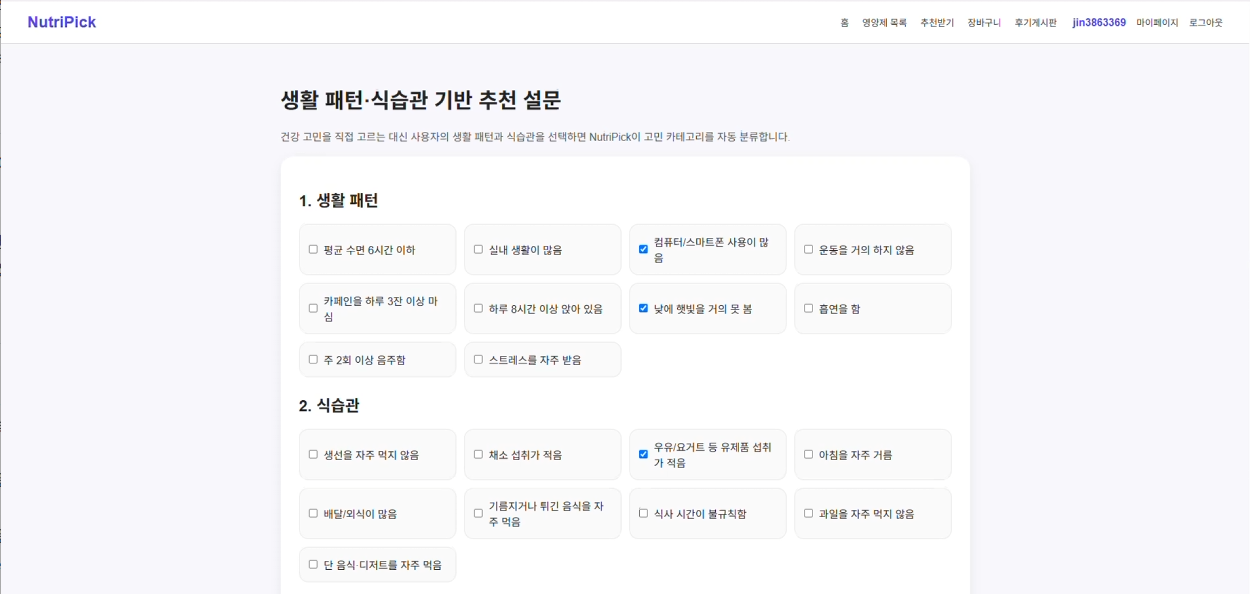 NutriPick
홈 영양제 목록 추천받기 장바구니 후기게시판 jin3863369 마이페이지 로그아웃
생활 패턴·식습관 기반 추천 설문
건강 고민을 직접 고르는 대신 사용자의 생활 패턴과 식습관을 선택하면 NutriPick이 고민 카테고리를 자동 분류합니다.
1. 생활 패턴
평균 수면 6시간 이하
실내 생활이 많음
컴퓨터/스마트폰 사용이 많
음
운동을 거의 하지 않음
카페인을 하루 3잔 이상 마
심
하루 8시간 이상 앉아 있음
낮에 햇빛을 거의 못 봄
흡연을 함
주 2회 이상 음주함
스트레스를 자주 받음
2. 식습관
생선을 자주 먹지 않음
채소 섭취가 적음
우유/요거트 등 유제품 섭취
가 적음
아침을 자주 거름
배달/외식이 많음
기름지거나 튀긴 음식을 자
주 먹음
식사 시간이 불규칙함
과일을 자주 먹지 않음
단 음식·디저트를 자주 먹음